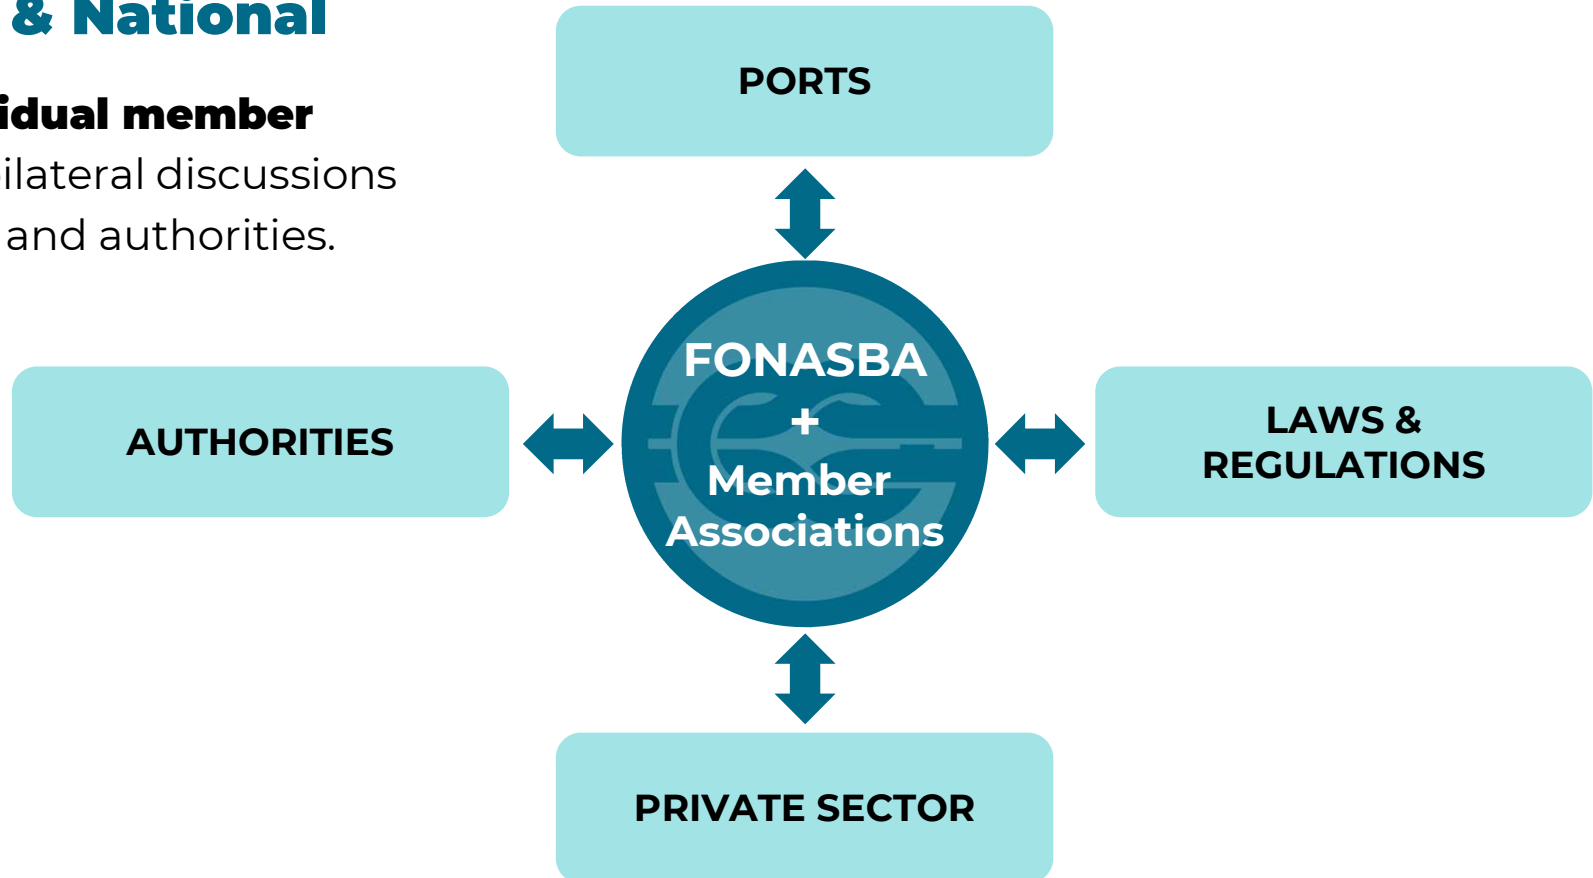 & National
idual member
ilateral discussions
and authorities.
PORTS
FONASBA
+
Member
Associations
AUTHORITIES
LAWS &
REGULATIONS
PRIVATE SECTOR